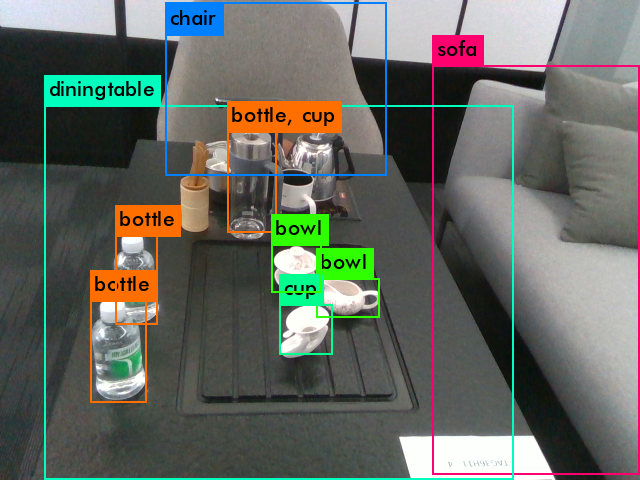 chair
sofa
diningtable
bottle, cup
bottle
bowl
bowl
bottle
cup